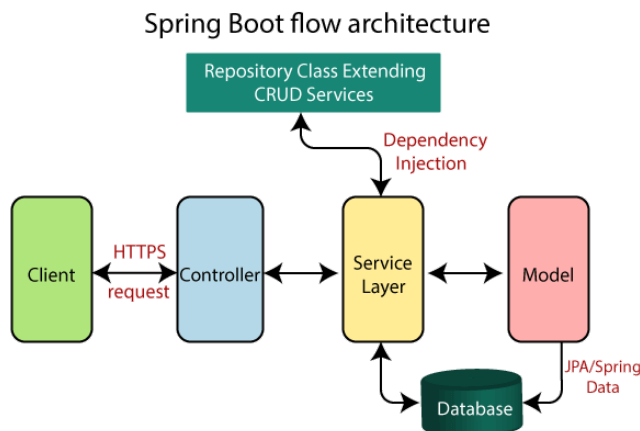 Spring Boot flow architecture
Repository Class Extending
CRUD Services
Dependency
Injection
Client
HTTPS
request
Controller
Service
Layer
Model
JPA/Spring
Data
Database